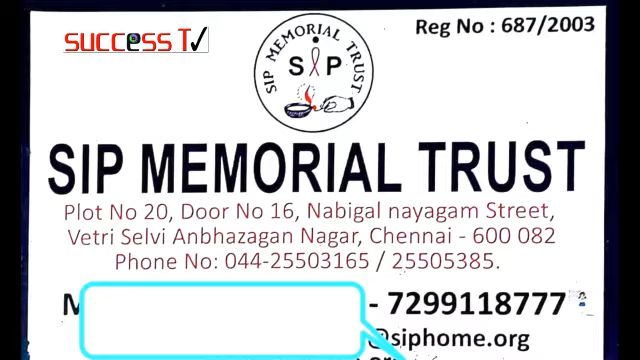 success TV
Reg No : 687/2003
SIP MEMORIAL TRUST
SIP
SIP MEMORIAL TRUST
Plot No 20, Door No 16, Nabigal nayagam Street,
Vetri Selvi Anbhazagan Nagar, Chennai - 600 082
Phone No: 044-25503165 / 25505385.
- 7299118777
@siphome.org